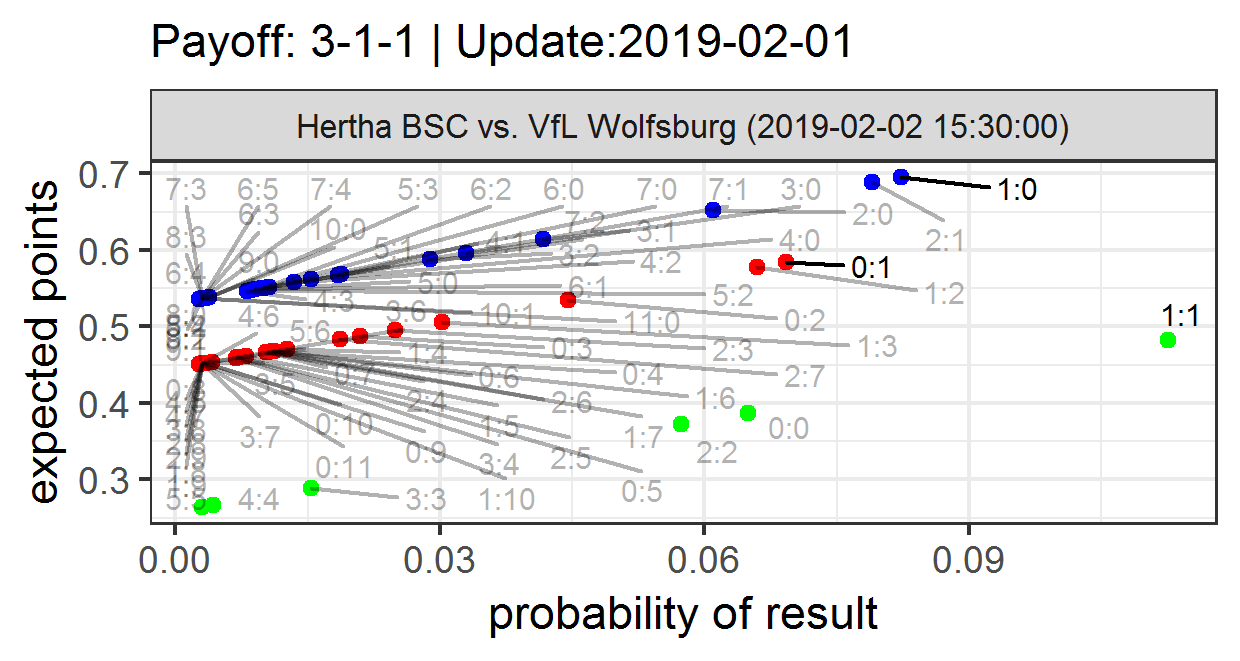 Payoff: 3-1-1 | Update:2019-02-01
Hertha BSC vs. VfL Wolfsburg (2019-02-02 15:30:00)
expected points
0.7
0.6
0.5
0.4
0.3
7:3 6:5 7:4 5:3 6:2 6:0 7:0 7:1 3:0
1:0
6:3 7:2 2:0
8:3 10:0 5:1 4:1 3:1 4:0 2:1
9:0 3:2 4:2
0:1
6:4 5:0 6:1 5:2 1:2
4:3
4:6 3:6 10:1 11:0 0:2
1:1
5:6 1:4 0:3 2:3 1:3
0:7 0:6 0:4 2:7
3:5 2:4 2:6 1:6
0:10 1:5 1:7 0:0
3:7 0:9 3:4 2:5 2:2
0:11 0:5
4:4 3:3 1:10
0.00 0.03 0.06 0.09
probability of result